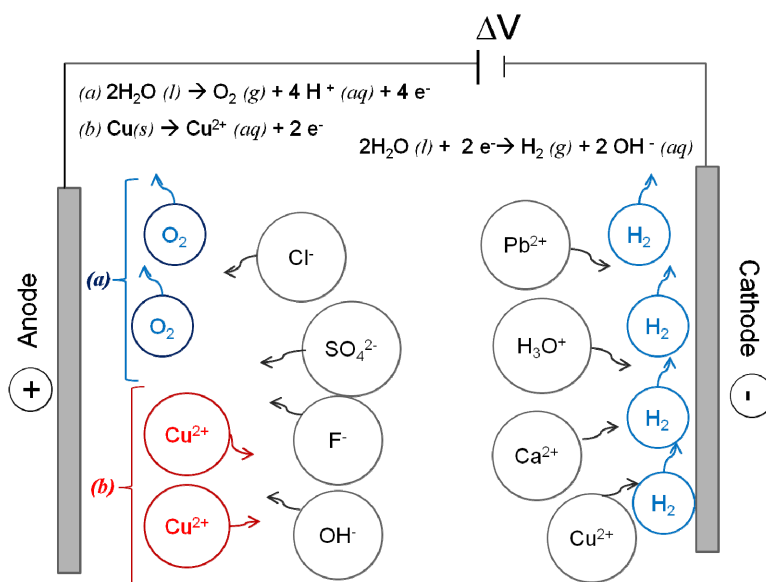 ΔV
(a) 2H₂O (l) → O₂ (g) + 4 H⁺ (aq) + 4 e⁻
(b) Cu(s) → Cu²⁺ (aq) + 2 e⁻
2H₂O (l) + 2 e⁻→ H₂ (g) + 2 OH⁻ (aq)
Anode
+
(a)
O₂
O₂
(b)
Cu²⁺
Cu²⁺
Cl⁻
SO₄²⁻
F⁻
OH⁻
Pb²⁺
H₃O⁺
Ca²⁺
Cu²⁺
H₂
H₂
H₂
H₂
Cathode
-